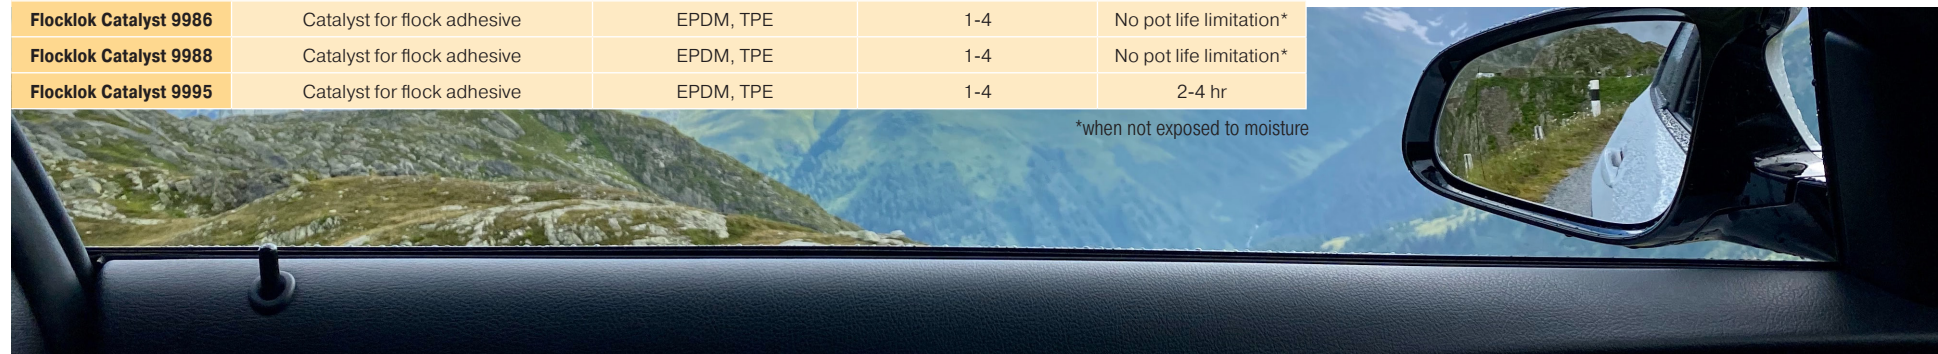 Flocklok Catalyst 9986 Catalyst for flock adhesive EPDM, TPE 1-4 No pot life limitation*
Flocklok Catalyst 9988 Catalyst for flock adhesive EPDM, TPE 1-4 No pot life limitation*
Flocklok Catalyst 9995 Catalyst for flock adhesive EPDM, TPE 1-4 2-4 hr
*when not exposed to moisture